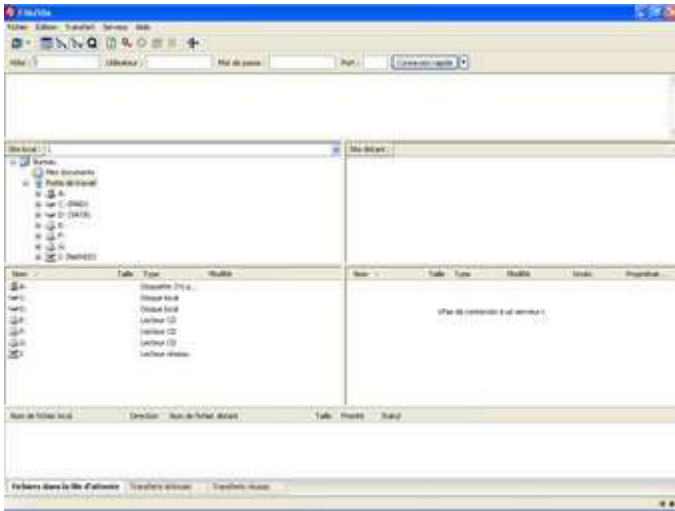 FileZilla
Fichier Edition Transfert Serveur Aide
Hôte : Utilisateur : Mot de passe : Port : Connexion rapide
Site local : \
Site distant :
Bureau
Mes documents
Poste de travail
A:
C:
D:
E:
F:
G:
Nom Taille Type Modifié
Nom Taille Type Modifié Droits Propriétai...
A: Disquette 3½ p...
C: Disque local
D: Disque local
E: Lecteur CD
F: Lecteur CD
G: Lecteur CD
Lecteur réseau
<Pas de connexion à un serveur>
Nom de fichier local Direction Nom de fichier distant Taille Priorité Statut
Fichiers dans la file d'attente Transferts échoués Transferts réussis